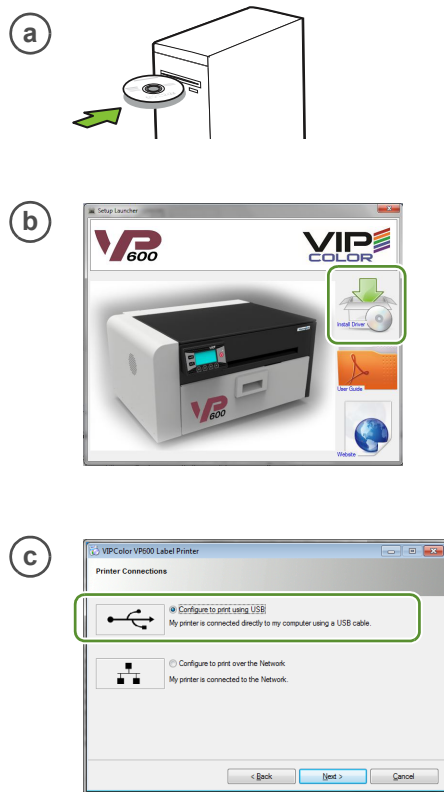 a
b
Setup Launcher
VP
600
VIP
COLOR
Install Driver
VP
600
User Guide
Website
c
VIPColor VP600 Label Printer
Printer Connections
Configure to print using USB
My printer is connected directly to my computer using a USB cable.
Configure to print over the Network
My printer is connected to the Network.
< Back Next > Cancel